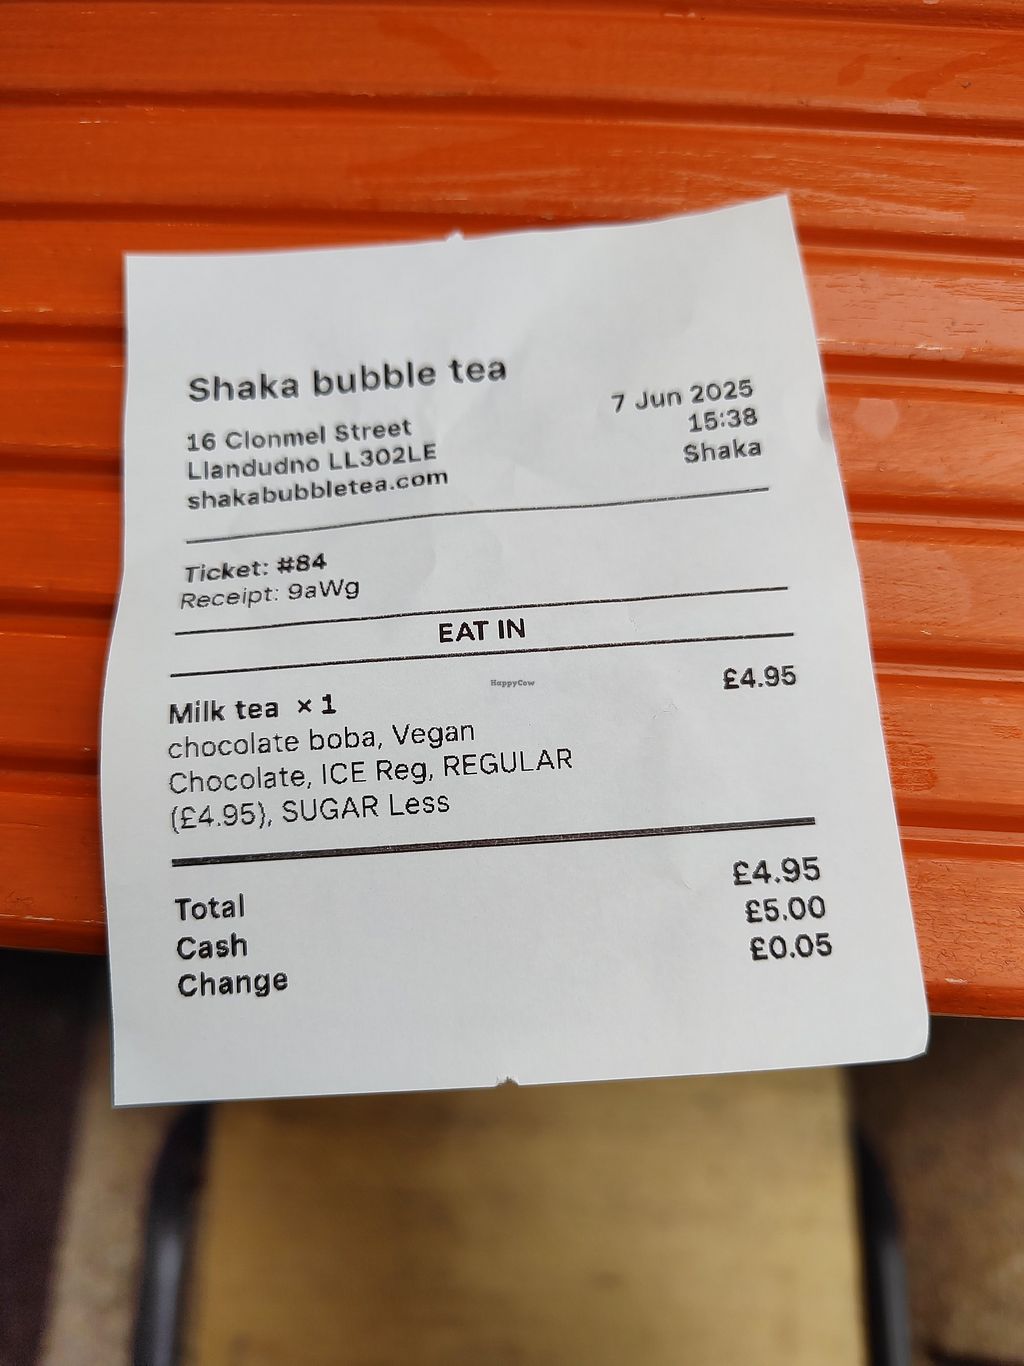 Shaka bubble tea
16 Clonmel Street
Llandudno LL302LE
shakabubbletea.com
7 Jun 2025
15:38
Shaka
Ticket: #84
Receipt: 9aWg
EAT IN
HappyCow
Milk tea × 1 £4.95
chocolate boba, Vegan
Chocolate, ICE Reg, REGULAR
(£4.95), SUGAR Less
Total £4.95
Cash £5.00
Change £0.05